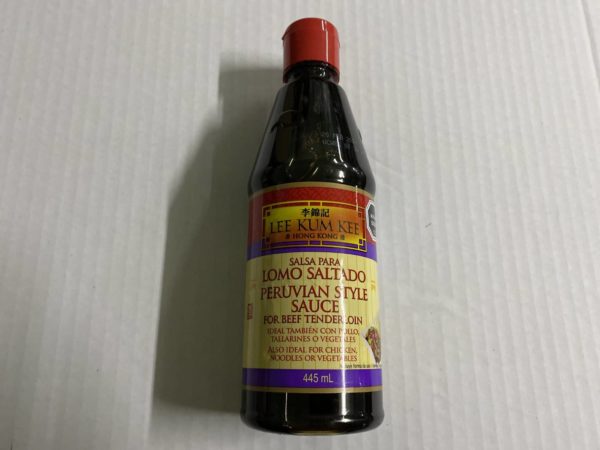 李錦記
LEE KUM KEE
HONG KONG
SALSA PARA
LOMO SALTADO
PERUVIAN STYLE
SAUCE
FOR BEEF TENDERLOIN
IDEAL TAMBIÉN CON POLLO,
TALLARINES O VEGETALES
ALSO IDEAL FOR CHICKEN,
NOODLES OR VEGETABLES
445 mL